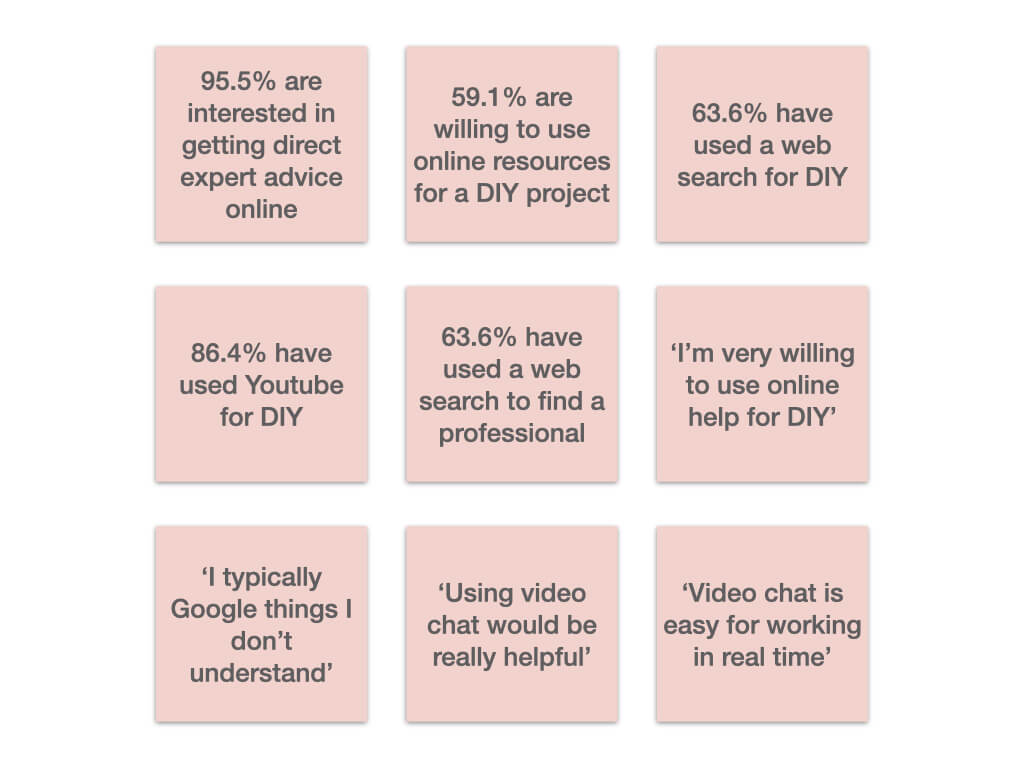 95.5% are
interested in
getting direct
expert advice
online
59.1% are
willing to use
online resources
for a DIY project
63.6% have
used a web
search for DIY
86.4% have
used Youtube
for DIY
63.6% have
used a web
search to find a
professional
‘I’m very willing
to use online
help for DIY’
‘I typically
Google things I
don’t
understand’
‘Using video
chat would be
really helpful’
‘Video chat is
easy for working
in real time’